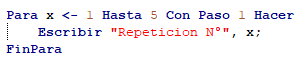 Para x <- 1 Hasta 5 Con Paso 1 Hacer
    Escribir "Repeticion N°", x;
FinPara